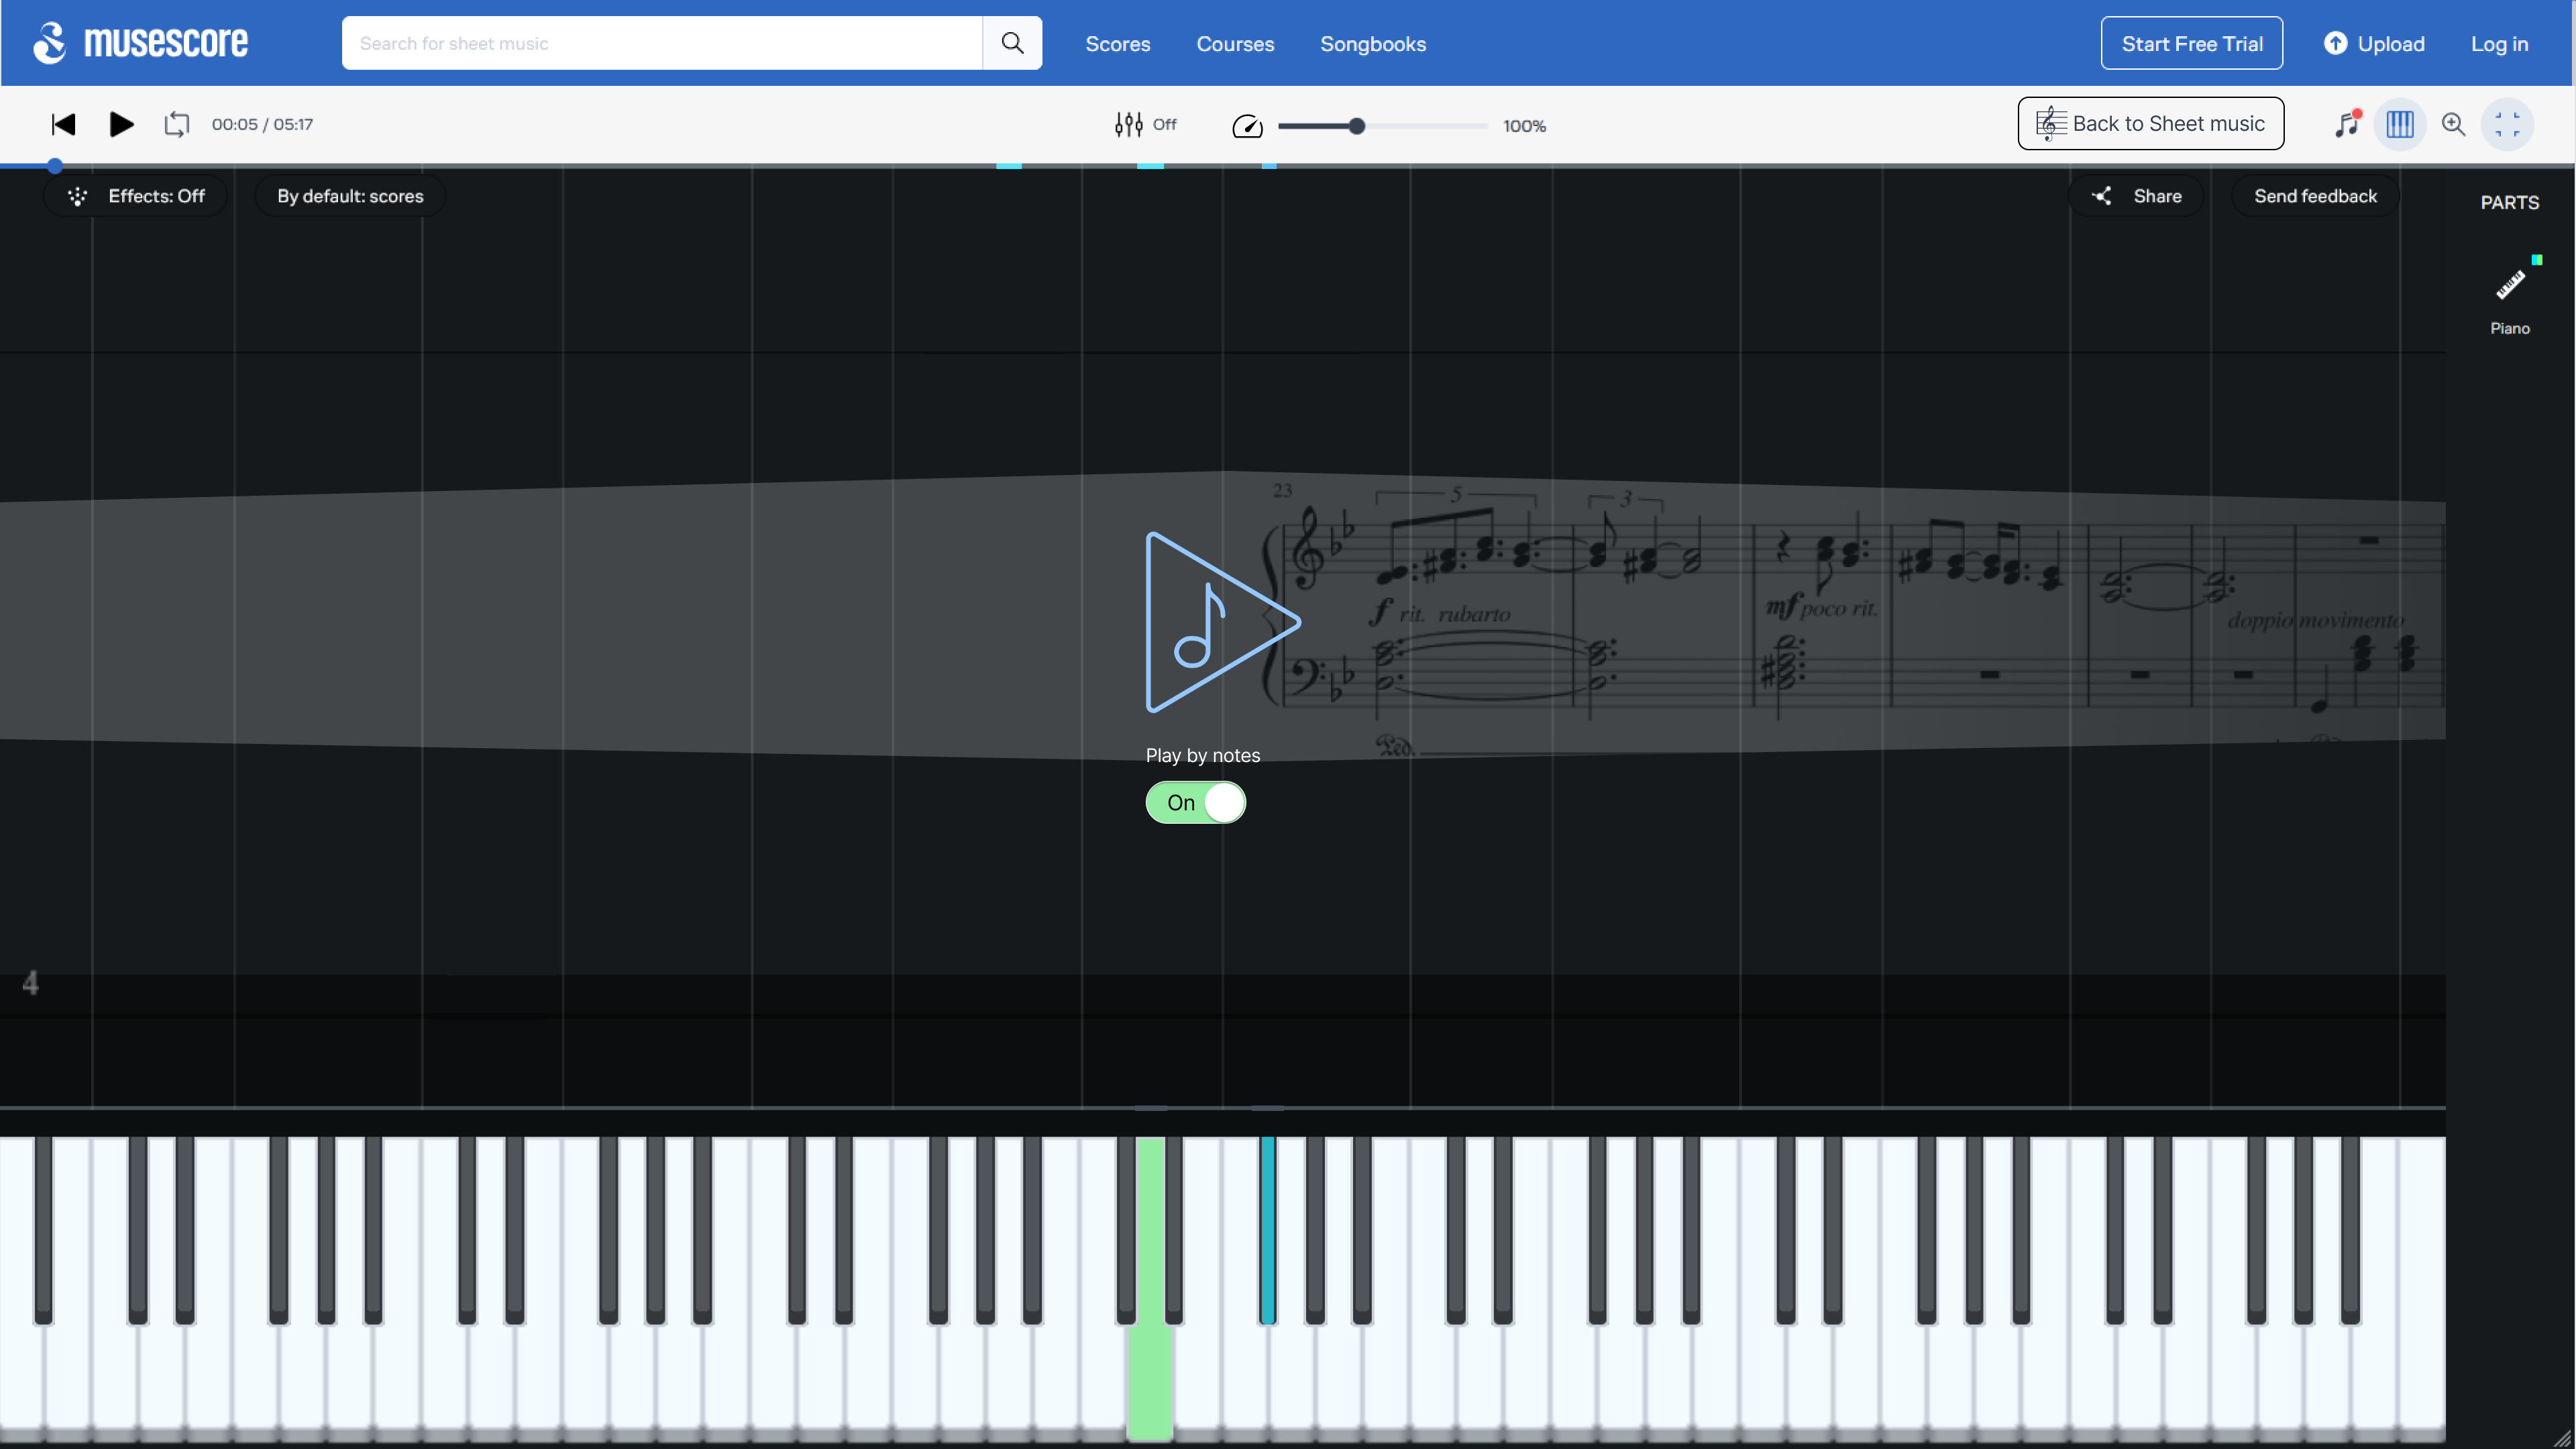 musescore
Search for sheet music
Scores
Courses
Songbooks
Start Free Trial
Upload
Log in
00:05 / 05:17
Off
100%
Back to Sheet music
Effects: Off
By default: scores
Share
Send feedback
PARTS
Piano
23
5
3
f rit. rubarto
mf poco rit.
doppio movimento
Ped.
Play by notes
On
4